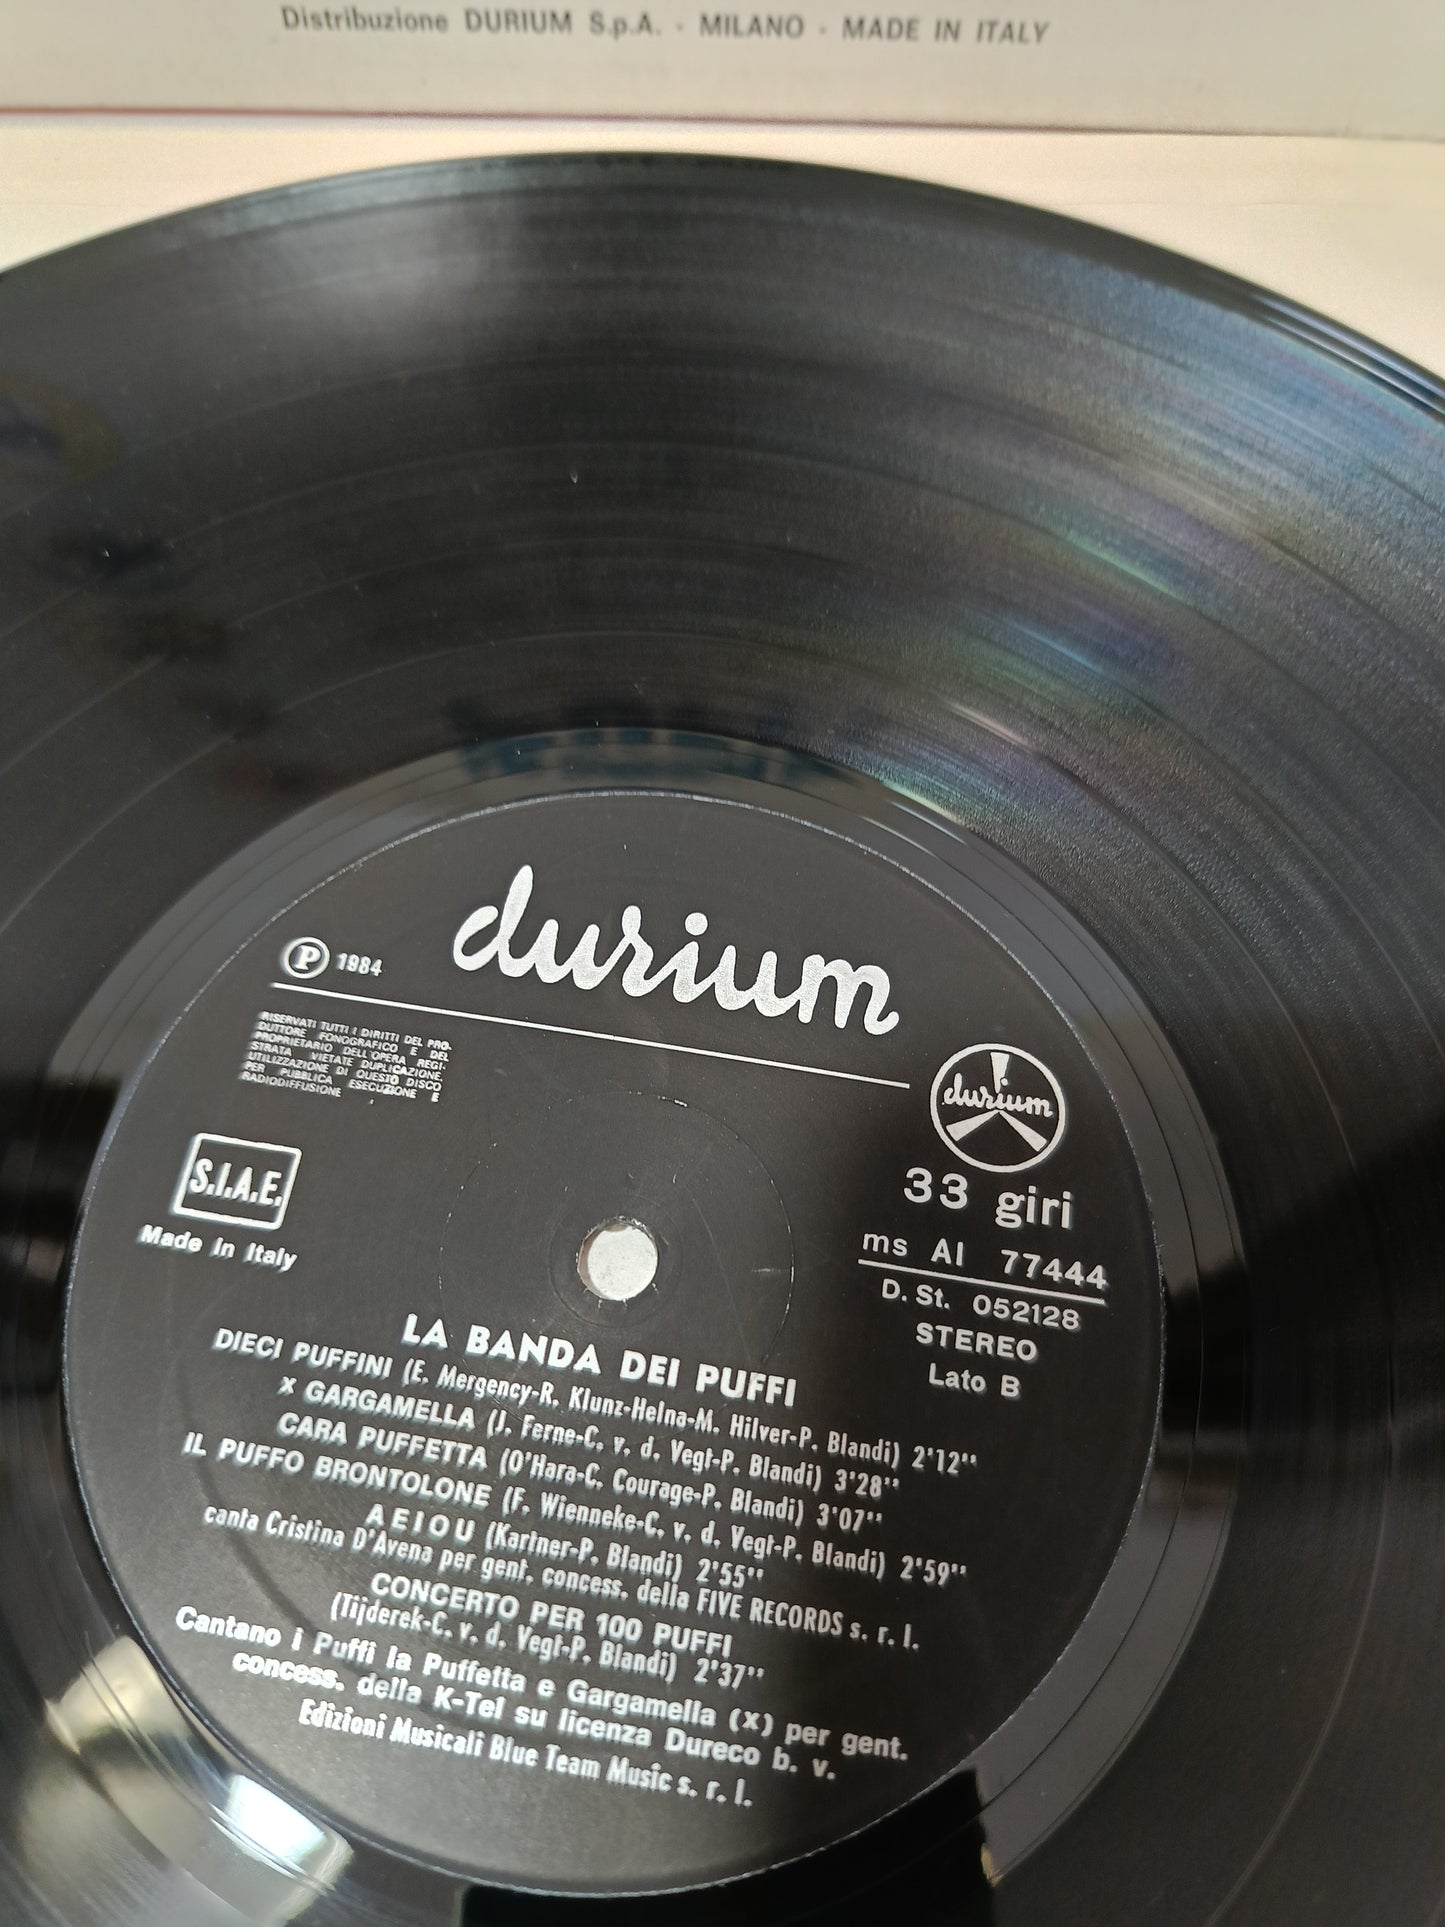 Distribuzione DURIUM S.p.A. - MILANO - MADE IN ITALY
durium
P 1984
RISERVATI TUTTI I DIRITTI DEL PRO-
DUTTORE FONOGRAFICO E DEL
PROPRIETARIO DELL'OPERA REGI-
STRATA VIETATE DUPLICAZIONE,
UTILIZZAZIONE DI QUESTO DISCO
PER PUBBLICA ESECUZIONE E
RADIODIFFUSIONE
durium
S.I.A.E.
Made in Italy
33 giri
ms AI 77444
D. St. 052128
STEREO
Lato B
LA BANDA DEI PUFFI
DIECI PUFFINI (E. Mergency-R. Klunz-Helna-M. Hilver-P. Blandi) 2'12''
x GARGAMELLA (J. Ferne-C. v. d. Vegt-P. Blandi) 3'28''
CARA PUFFETTA (O'Hara-C. Courage-P. Blandi) 3'07''
IL PUFFO BRONTOLONE (F. Wienneke-C. v. d. Vegt-P. Blandi) 2'59''
A E I O U (Kartner-P. Blandi) 2'55''
canta Cristina D'Avena per gent. concess. della FIVE RECORDS s. r. l.
CONCERTO PER 100 PUFFI
(Tijderek-C. v. d. Vegt-P. Blandi) 2'37''
Cantano i Puffi la Puffetta e Gargamella (x) per gent.
concess. della K-Tel su licenza Dureco b. v.
Edizioni Musicali Blue Team Music s. r. l.